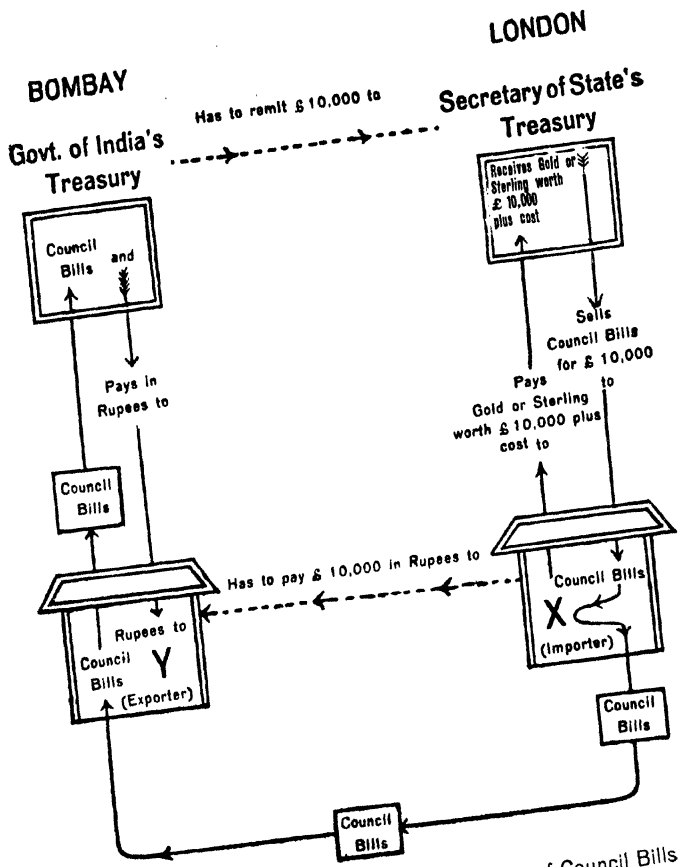 LONDON
BOMBAY
Has to remit £ 10,000 to
Secretary of State's
Treasury
Govt. of India's
Treasury
Receives Gold or
Sterling worth
£ 10,000
plus cost
Council
Bills
and
Sells
Council Bills
for £ 10,000
to
Pays in
Rupees to
Pays
Gold or Sterling
worth £ 10,000 plus
cost to
Council
Bills
Has to pay £ 10,000 in Rupees to
Council Bills
X
(Importer)
Rupees to
Council
Bills
Y
(Exporter)
Council
Bills
Council
Bills
of Council Bills